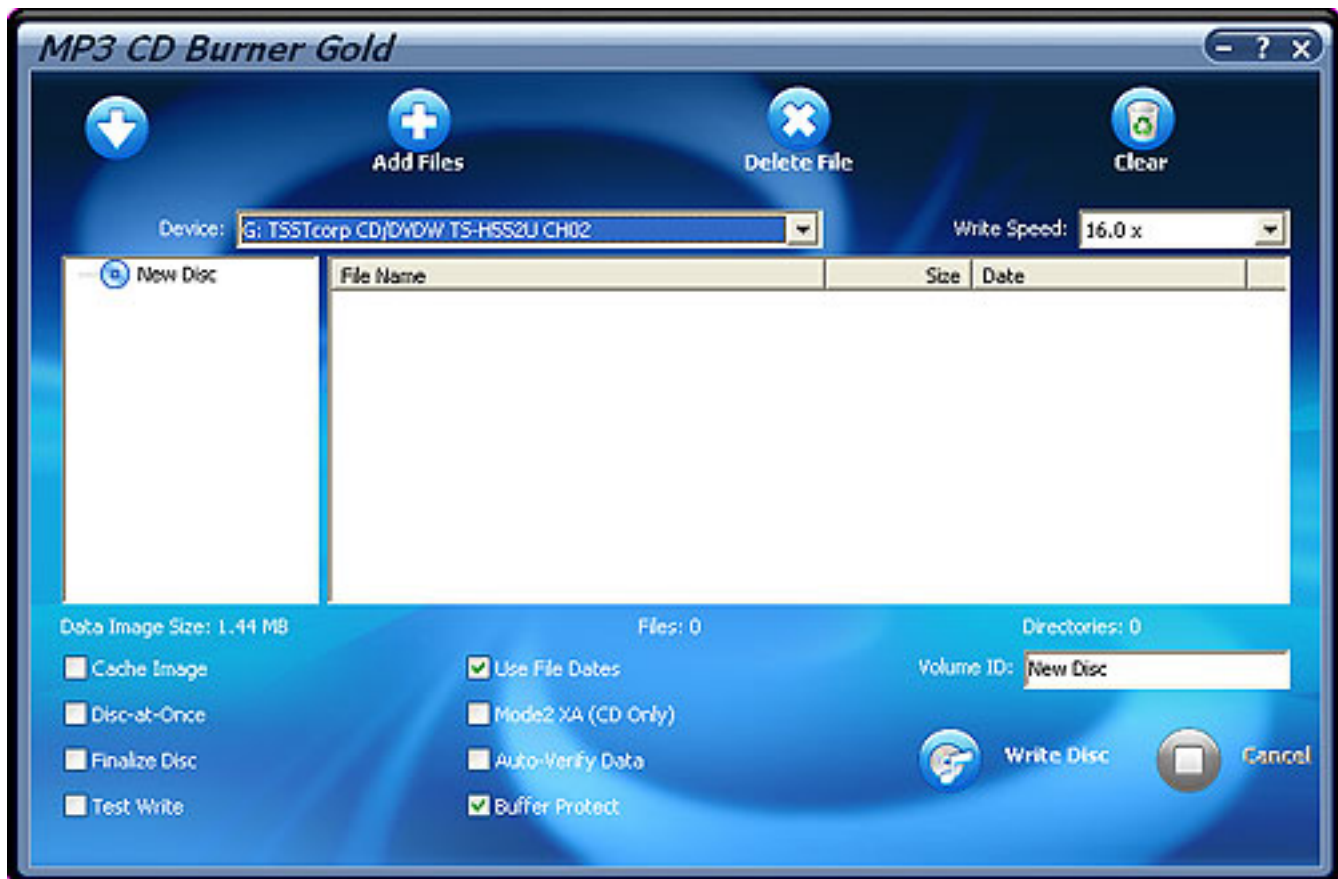 MP3 CD Burner Gold
Add Files
Delete File
Clear
Device: G: TSSTcorp CD/DVDW TS-H552U CH02
Write Speed: 16.0 x
New Disc
File Name Size Date
Data Image Size: 1.44 MB Files: 0 Directories: 0
Cache Image Use File Dates Volume ID: New Disc
Disc-at-Once Mode2 XA (CD Only)
Finalize Disc Auto-Verify Data Write Disc Cancel
Test Write Buffer Protect